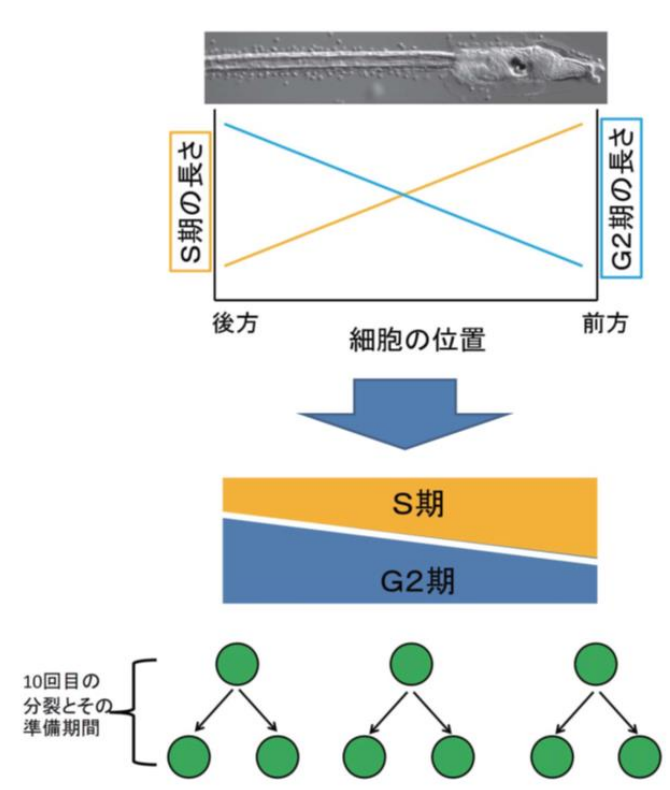 S期の長さ
G2期の長さ
後方
前方
細胞の位置
S期
G2期
10回目の
分裂とその
準備期間